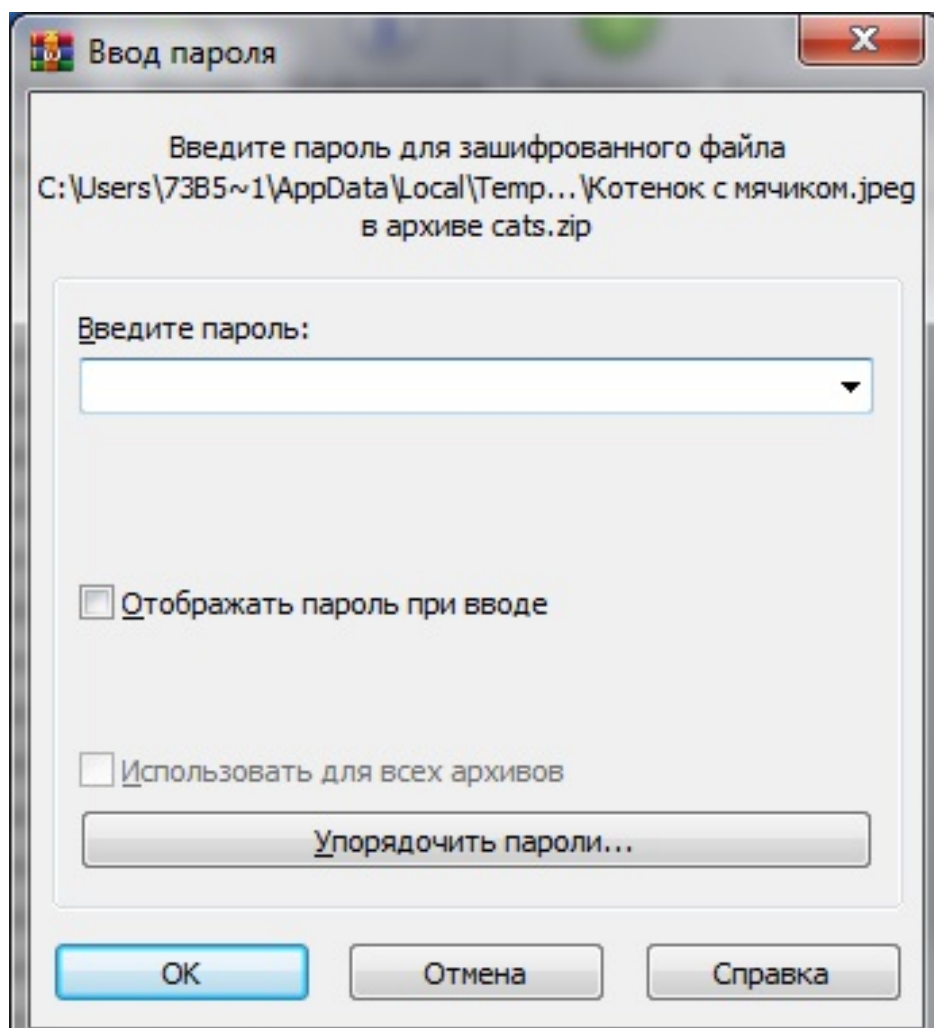 Ввод пароля
Введите пароль для зашифрованного файла
C:\Users\73B5~1\AppData\Local\Temp...\Котенок с мячиком.jpeg
в архиве cats.zip
Введите пароль:
Отображать пароль при вводе
Использовать для всех архивов
Упорядочить пароли...
ОК
Отмена
Справка